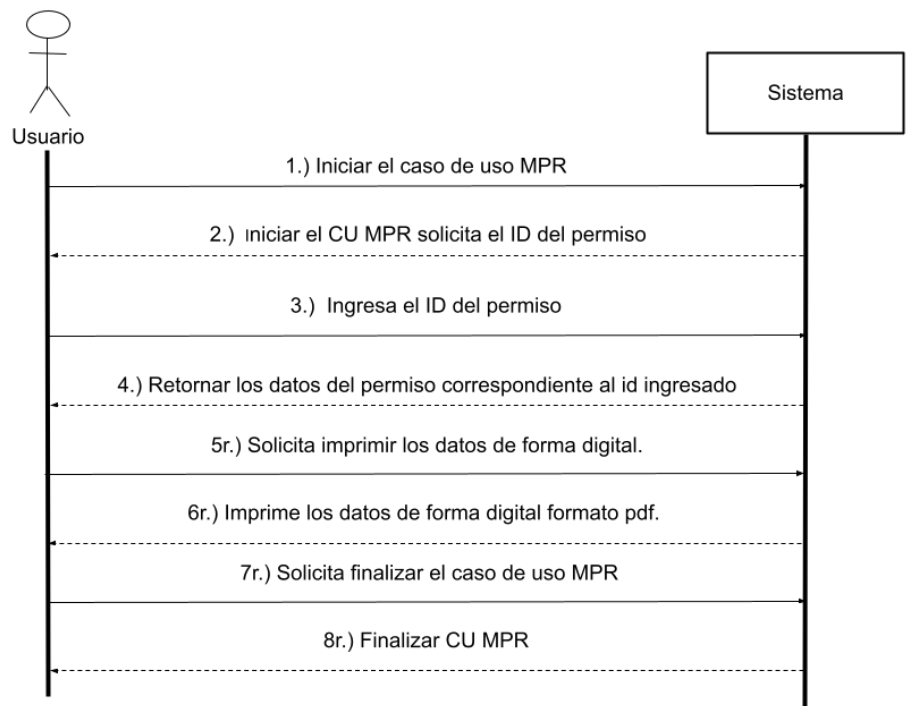 Usuario
Sistema
1.) Iniciar el caso de uso MPR
2.) Iniciar el CU MPR solicita el ID del permiso
3.) Ingresa el ID del permiso
4.) Retornar los datos del permiso correspondiente al id ingresado
5r.) Solicita imprimir los datos de forma digital.
6r.) Imprime los datos de forma digital formato pdf.
7r.) Solicita finalizar el caso de uso MPR
8r.) Finalizar CU MPR